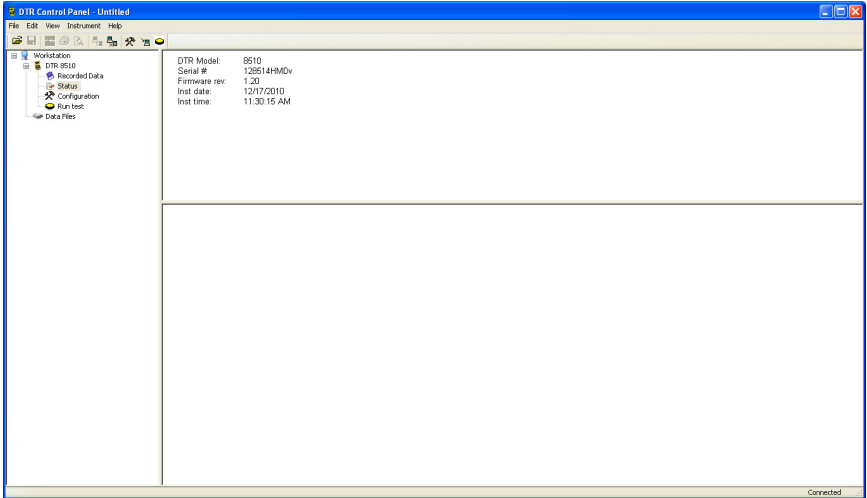 DTR Control Panel - Untitled
File Edit View Instrument Help
Workstation
DTR 8510
Recorded Data
Status
Configuration
Run test
Data Files
DTR Model: 8510
Serial #: 128514HMDv
Firmware rev: 1.20
Inst date: 12/17/2010
Inst time: 11:30:15 AM
Connected